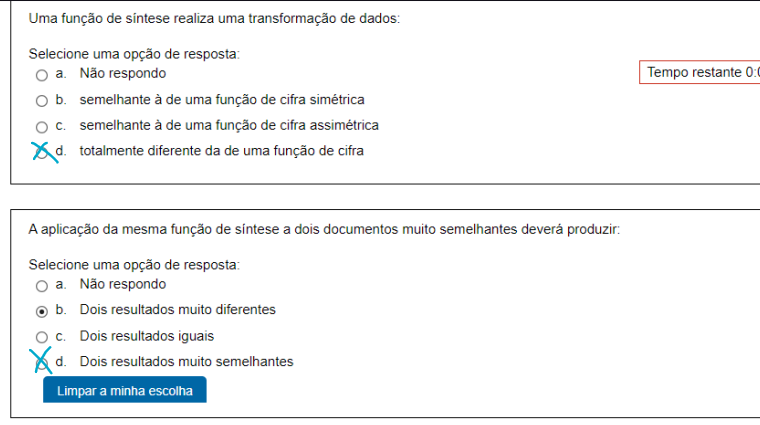 Uma função de síntese realiza uma transformação de dados:
Selecione uma opção de resposta:
a. Não respondo
Tempo restante 0:
b. semelhante à de uma função de cifra simétrica
c. semelhante à de uma função de cifra assimétrica
d. totalmente diferente da de uma função de cifra
A aplicação da mesma função de síntese a dois documentos muito semelhantes deverá produzir:
Selecione uma opção de resposta:
a. Não respondo
b. Dois resultados muito diferentes
c. Dois resultados iguais
d. Dois resultados muito semelhantes
Limpar a minha escolha